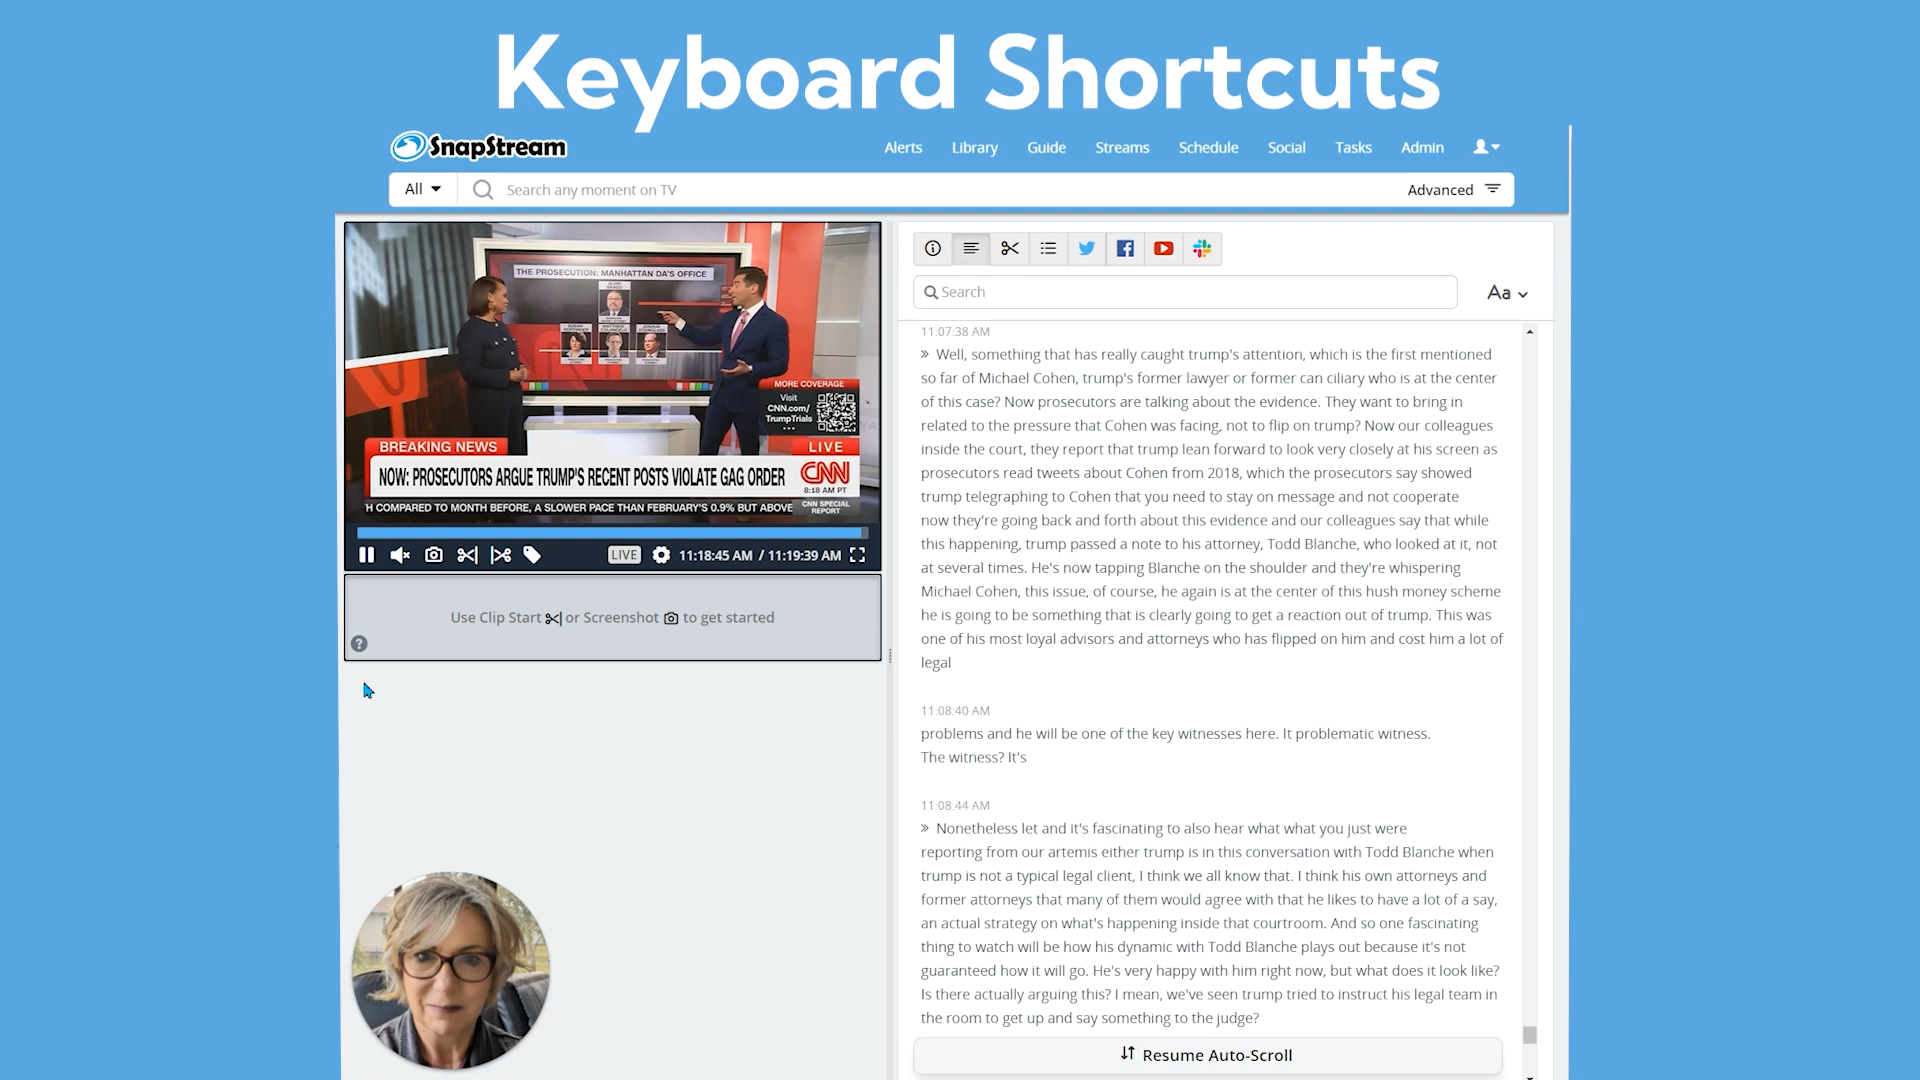 Keyboard Shortcuts
SnapStream
Alerts Library Guide Streams Schedule Social Tasks Admin
All Search any moment on TV Advanced
THE PROSECUTION: MANHATTAN DA'S OFFICE
MORE COVERAGE
Visit
CNN.com/
TrumpTrials
BREAKING NEWS
LIVE
NOW: PROSECUTORS ARGUE TRUMP'S RECENT POSTS VIOLATE GAG ORDER
CNN
8:18 AM PT
H COMPARED TO MONTH BEFORE, A SLOWER PACE THAN FEBRUARY'S 0.9% BUT ABOVE
CNN SPECIAL
REPORT
LIVE 11:18:45 AM / 11:19:39 AM
Use Clip Start or Screenshot to get started
?
Search Aa
11:07:38 AM
» Well, something that has really caught trump's attention, which is the first mentioned
so far of Michael Cohen, trump's former lawyer or former can ciliary who is at the center
of this case? Now prosecutors are talking about the evidence. They want to bring in
related to the pressure that Cohen was facing, not to flip on trump? Now our colleagues
inside the court, they report that trump lean forward to look very closely at his screen as
prosecutors read tweets about Cohen from 2018, which the prosecutors say showed
trump telegraphing to Cohen that you need to stay on message and not cooperate
now they're going back and forth about this evidence and our colleagues say that while
this happening, trump passed a note to his attorney, Todd Blanche, who looked at it, not
at several times. He's now tapping Blanche on the shoulder and they're whispering
Michael Cohen, this issue, of course, he again is at the center of this hush money scheme
he is going to be something that is clearly going to get a reaction out of trump. This was
one of his most loyal advisors and attorneys who has flipped on him and cost him a lot of
legal
11:08:40 AM
problems and he will be one of the key witnesses here. It problematic witness.
The witness? It's
11:08:44 AM
» Nonetheless let and it's fascinating to also hear what what you just were
reporting from our artemis either trump is in this conversation with Todd Blanche when
trump is not a typical legal client, I think we all know that. I think his own attorneys and
former attorneys that many of them would agree with that he likes to have a lot of a say,
an actual strategy on what's happening inside that courtroom. And so one fascinating
thing to watch will be how his dynamic with Todd Blanche plays out because it's not
guaranteed how it will go. He's very happy with him right now, but what does it look like?
Is there actually arguing this? I mean, we've seen trump tried to instruct his legal team in
the room to get up and say something to the judge?
Resume Auto-Scroll